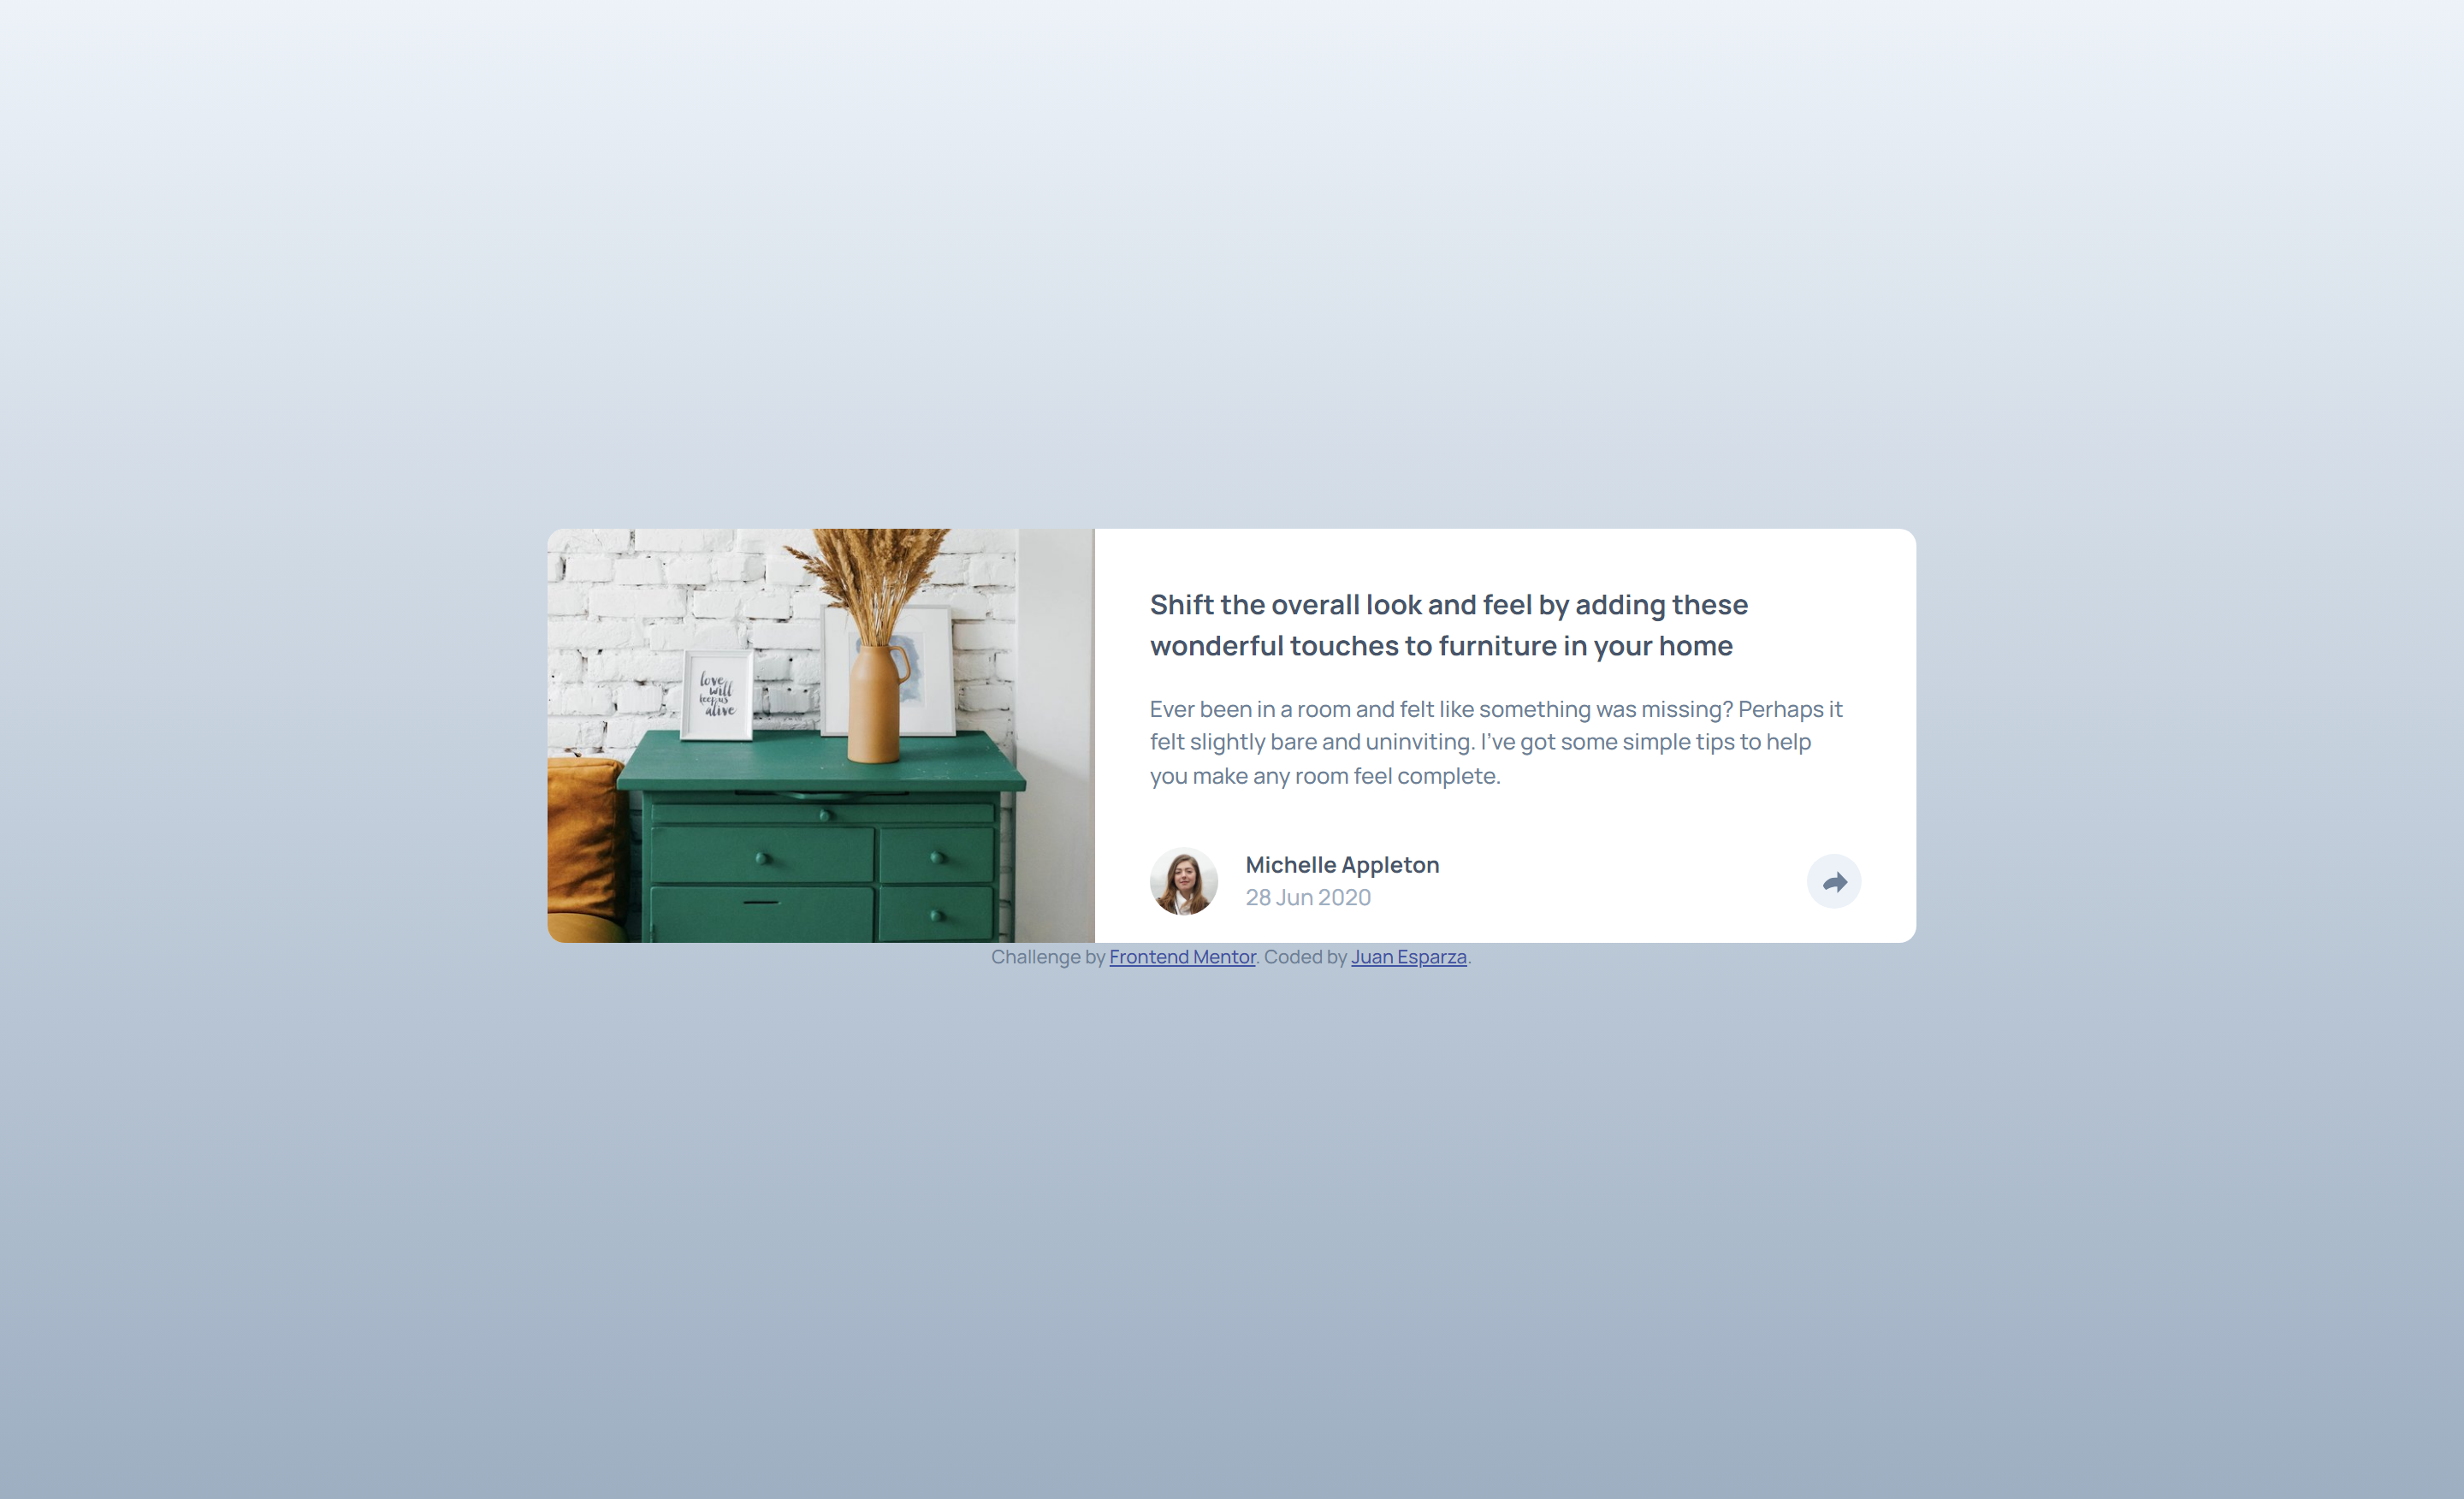 love
will
keep us
alive
Shift the overall look and feel by adding these
wonderful touches to furniture in your home
Ever been in a room and felt like something was missing? Perhaps it
felt slightly bare and uninviting. I’ve got some simple tips to help
you make any room feel complete.
Michelle Appleton
28 Jun 2020
Challenge by Frontend Mentor. Coded by Juan Esparza.